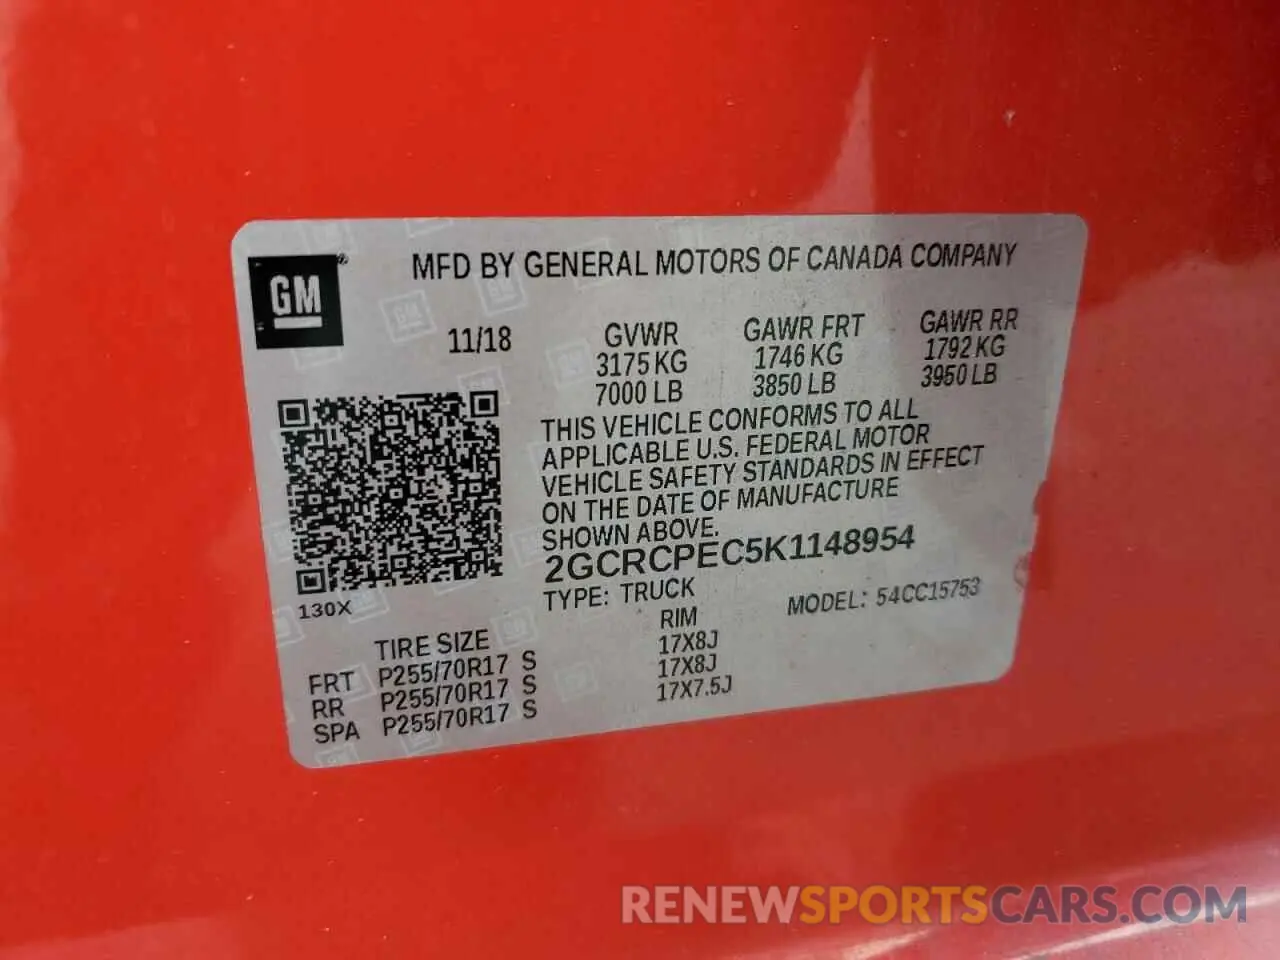 GM®
MFD BY GENERAL MOTORS OF CANADA COMPANY
11/18
GVWR GAWR FRT GAWR RR
3175 KG 1746 KG 1792 KG
7000 LB 3850 LB 3950 LB
THIS VEHICLE CONFORMS TO ALL
APPLICABLE U.S. FEDERAL MOTOR
VEHICLE SAFETY STANDARDS IN EFFECT
ON THE DATE OF MANUFACTURE
SHOWN ABOVE.
2GCRCPEC5K1148954
TYPE: TRUCK MODEL: 54CC15753
130X
TIRE SIZE RIM
FRT P255/70R17 S 17X8J
RR P255/70R17 S 17X8J
SPA P255/70R17 S 17X7.5J
RENEWSPORTSCARS.COM